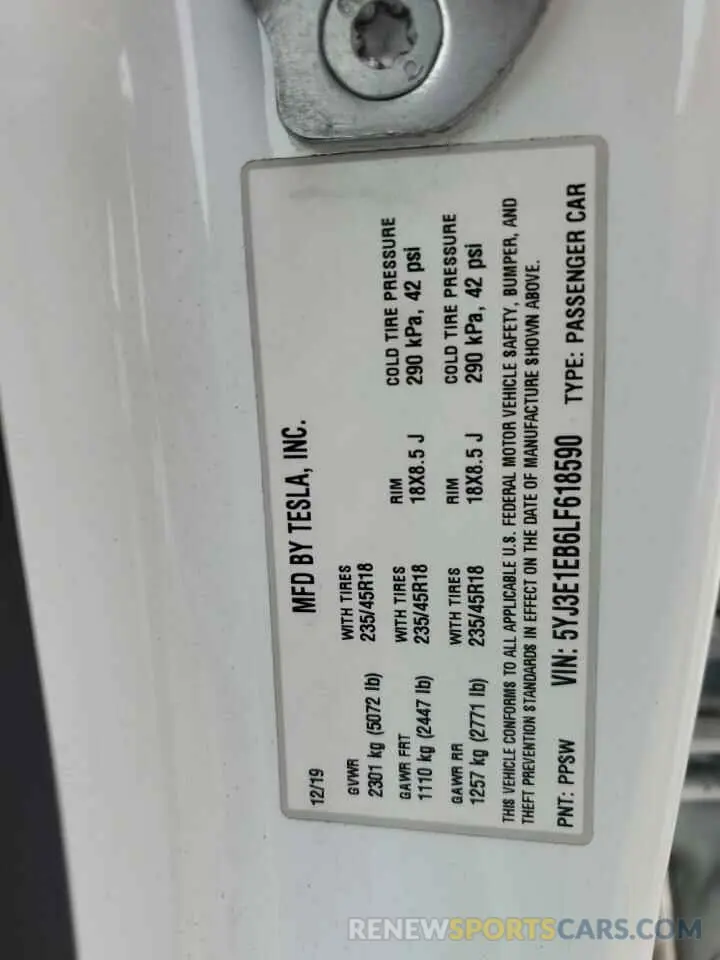 12/19 MFD BY TESLA, INC.
GVWR WITH TIRES
2301 kg (5072 lb) 235/45R18
GAWR FRT WITH TIRES RIM COLD TIRE PRESSURE
1110 kg (2447 lb) 235/45R18 18X8.5 J 290 kPa, 42 psi
GAWR RR WITH TIRES RIM COLD TIRE PRESSURE
1257 kg (2771 lb) 235/45R18 18X8.5 J 290 kPa, 42 psi
THIS VEHICLE CONFORMS TO ALL APPLICABLE U.S. FEDERAL MOTOR VEHICLE SAFETY, BUMPER, AND
THEFT PREVENTION STANDARDS IN EFFECT ON THE DATE OF MANUFACTURE SHOWN ABOVE.
PNT: PPSW VIN: 5YJ3E1EB6LF618590 TYPE: PASSENGER CAR
RENEWSPORTSCARS.COM